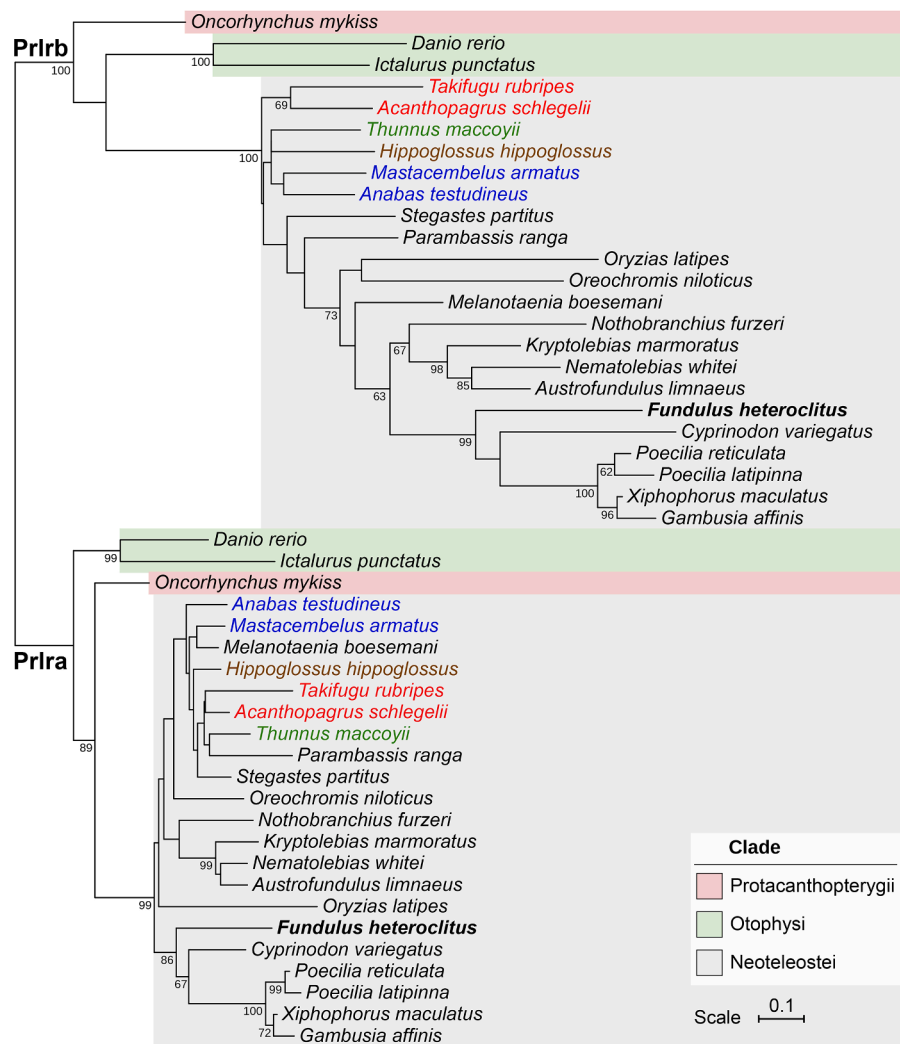 Oncorhynchus mykiss
Prlrb
100
Danio rerio
100
Ictalurus punctatus
Takifugu rubripes
69
Acanthopagrus schlegelii
Thunnus maccoyii
100
Hippoglossus hippoglossus
Mastacembelus armatus
Anabas testudineus
Stegastes partitus
Parambassis ranga
Oryzias latipes
Oreochromis niloticus
73
Melanotaenia boesemani
Nothobranchius furzeri
67
Kryptolebias marmoratus
98
Nematolebias whitei
85
Austrofundulus limnaeus
63
Fundulus heteroclitus
99
Cyprinodon variegatus
Poecilia reticulata
62
Poecilia latipinna
100
Xiphophorus maculatus
96
Gambusia affinis
Danio rerio
99
Ictalurus punctatus
Oncorhynchus mykiss
Anabas testudineus
Mastacembelus armatus
Melanotaenia boesemani
Prlra
Hippoglossus hippoglossus
Takifugu rubripes
Acanthopagrus schlegelii
Thunnus maccoyii
89
Parambassis ranga
Stegastes partitus
Oreochromis niloticus
Nothobranchius furzeri
Kryptolebias marmoratus
99
Nematolebias whitei
Austrofundulus limnaeus
99
Oryzias latipes
Fundulus heteroclitus
86
Cyprinodon variegatus
67
Poecilia reticulata
99
Poecilia latipinna
100
Xiphophorus maculatus
72
Gambusia affinis
Clade
Protacanthopterygii
Otophysi
Neoteleostei
Scale 0.1